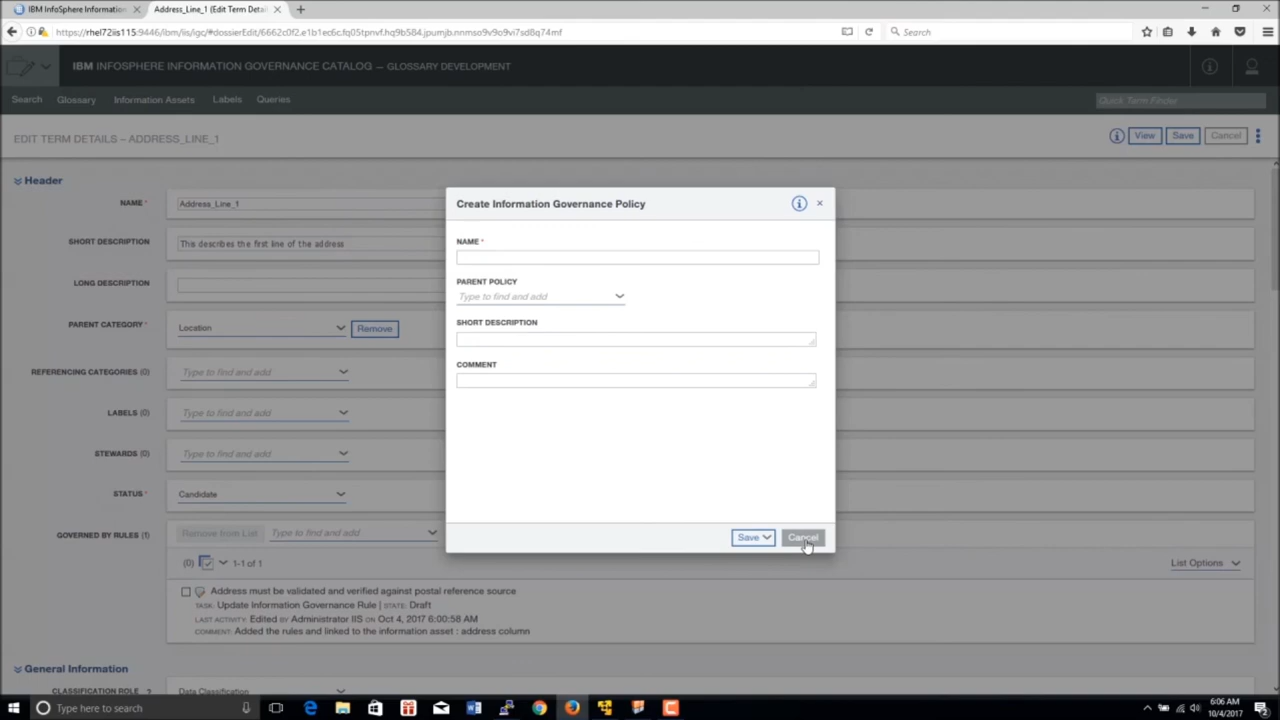 IBM InfoSphere Information
Address_Line_1 (Edit Term Detai
https://rhel72iis115:9446/ibm/iis/igc/#dossierEdit/6662c0f2.e1b1ec6c.fq05tpnvf.hq9b584.jpumjb.nnmso9v9o9vi7sd8q74mf
Search
IBM INFOSPHERE INFORMATION GOVERNANCE CATALOG — GLOSSARY DEVELOPMENT
Search Glossary Information Assets Labels Queries
Quick Term Finder
EDIT TERM DETAILS – ADDRESS_LINE_1
View Save Cancel
Header
NAME *
Address_Line_1
SHORT DESCRIPTION
This describes the first line of the address
LONG DESCRIPTION
PARENT CATEGORY *
Location
Remove
REFERENCING CATEGORIES (0)
Type to find and add
LABELS (0)
Type to find and add
STEWARDS (0)
Type to find and add
STATUS *
Candidate
GOVERNED BY RULES (1)
Remove from List
Type to find and add
(0)
1-1 of 1
List Options
Address must be validated and verified against postal reference source
TASK: Update Information Governance Rule | STATE: Draft
LAST ACTIVITY: Edited BY Administrator IIS ON Oct 4, 2017 6:00:58 AM
COMMENT: Added the rules and linked to the information asset : address column
General Information
CLASSIFICATION ROLE ?
Data Classification
Create Information Governance Policy
NAME *
PARENT POLICY
Type to find and add
SHORT DESCRIPTION
COMMENT
Save
Cancel
Type here to search
6:06 AM
10/4/2017
2